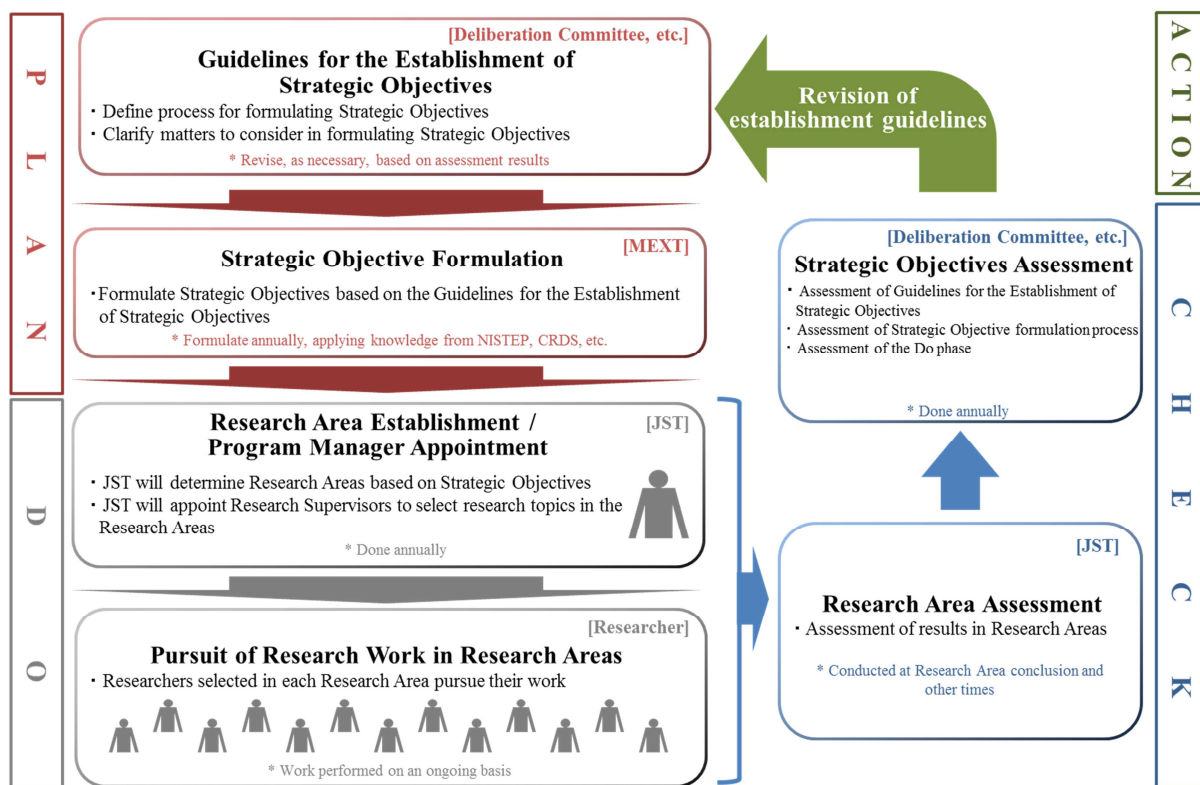 PLAN
[Deliberation Committee, etc.]
Guidelines for the Establishment of
Strategic Objectives
・Define process for formulating Strategic Objectives
・Clarify matters to consider in formulating Strategic Objectives
* Revise, as necessary, based on assessment results
[MEXT]
Strategic Objective Formulation
・Formulate Strategic Objectives based on the Guidelines for the Establishment
of Strategic Objectives
* Formulate annually, applying knowledge from NISTEP, CRDS, etc.
DO
[JST]
Research Area Establishment /
Program Manager Appointment
・JST will determine Research Areas based on Strategic Objectives
・JST will appoint Research Supervisors to select research topics in the
Research Areas
* Done annually
[Researcher]
Pursuit of Research Work in Research Areas
・Researchers selected in each Research Area pursue their work
* Work performed on an ongoing basis
CHECK
[JST]
Research Area Assessment
・Assessment of results in Research Areas
* Conducted at Research Area conclusion and
other times
[Deliberation Committee, etc.]
Strategic Objectives Assessment
・Assessment of Guidelines for the Establishment of
Strategic Objectives
・Assessment of Strategic Objective formulation process
・Assessment of the Do phase
* Done annually
ACTION
Revision of
establishment guidelines